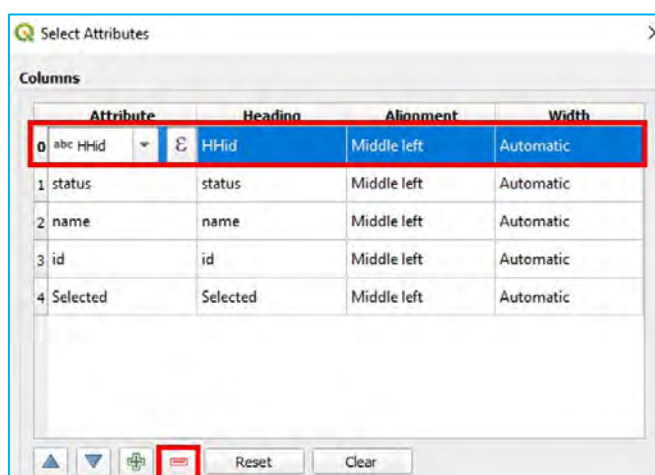 Select Attributes
Columns
Attribute Heading Alignment Width
0 abc HHid ε HHid Middle left Automatic
1 status status Middle left Automatic
2 name name Middle left Automatic
3 id id Middle left Automatic
4 Selected Selected Middle left Automatic
Reset Clear